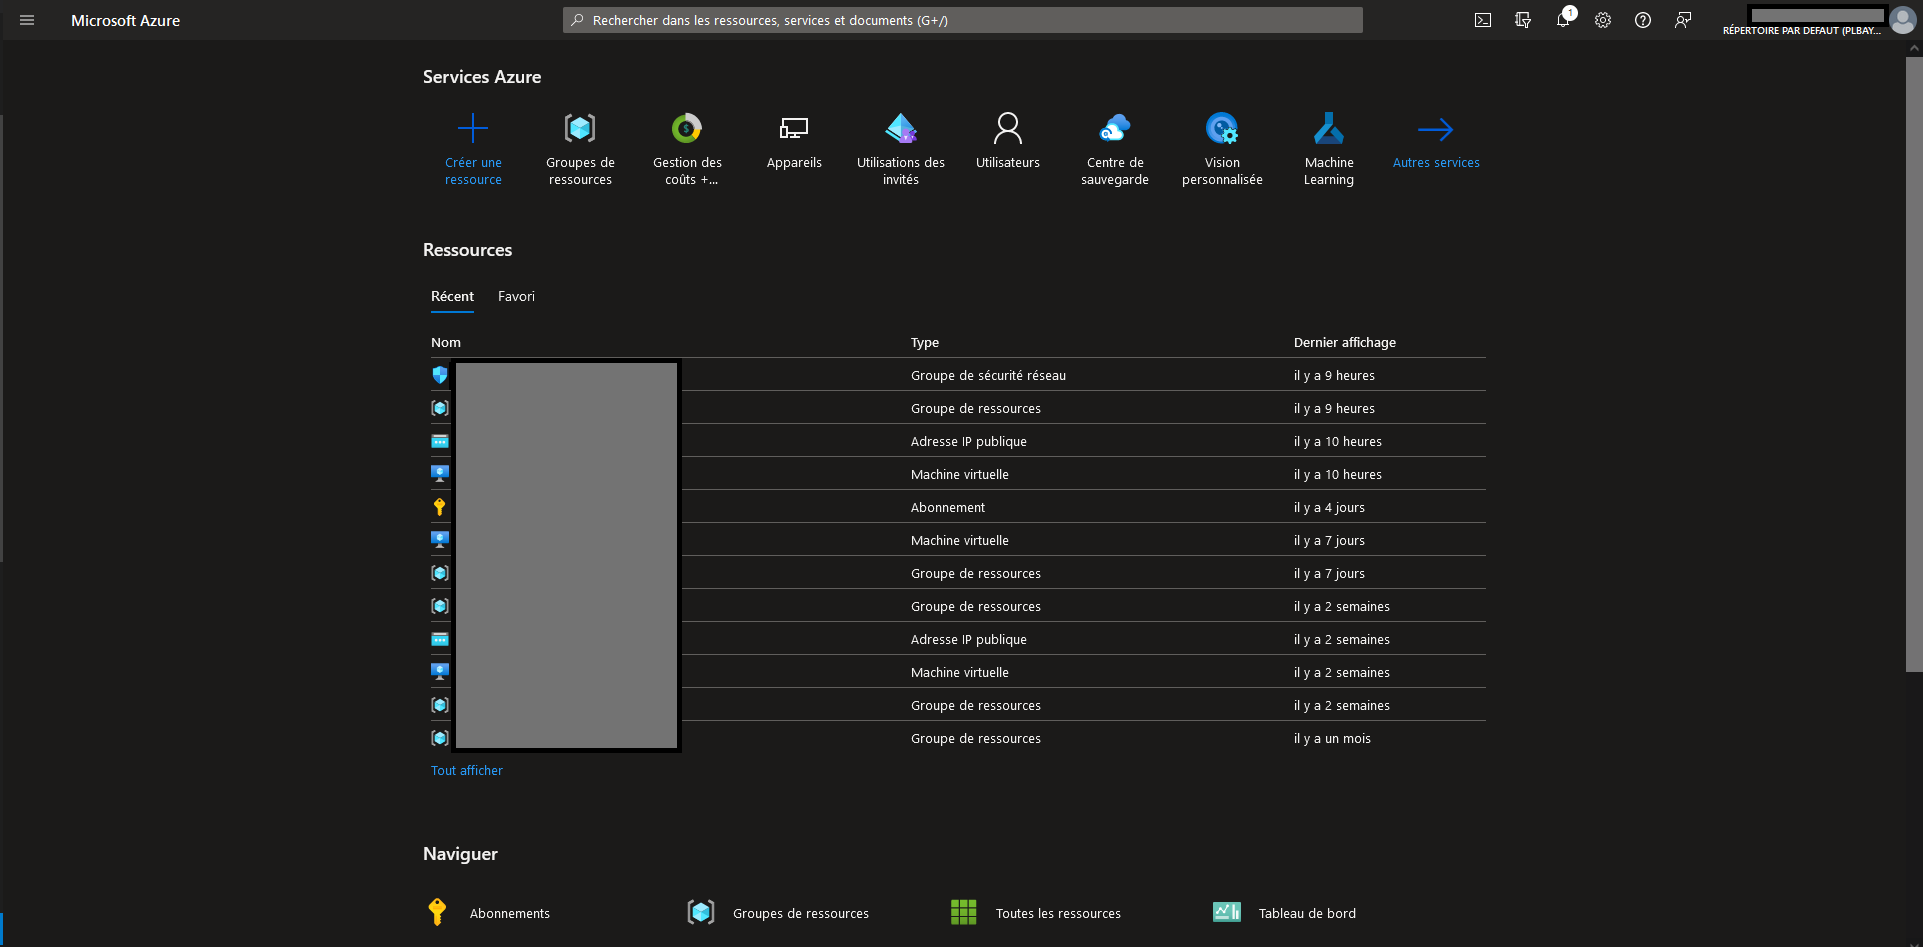 Microsoft Azure
Rechercher dans les ressources, services et documents (G+/)
1
RÉPERTOIRE PAR DEFAUT (PLBAY...
Services Azure
Créer une
ressource
Groupes de
ressources
Gestion des
coûts +...
Appareils
Utilisations des
invités
Utilisateurs
Centre de
sauvegarde
Vision
personnalisée
Machine
Learning
Autres services
Ressources
Récent Favori
Nom Type Dernier affichage
Groupe de sécurité réseau il y a 9 heures
Groupe de ressources il y a 9 heures
Adresse IP publique il y a 10 heures
Machine virtuelle il y a 10 heures
Abonnement il y a 4 jours
Machine virtuelle il y a 7 jours
Groupe de ressources il y a 7 jours
Groupe de ressources il y a 2 semaines
Adresse IP publique il y a 2 semaines
Machine virtuelle il y a 2 semaines
Groupe de ressources il y a 2 semaines
Groupe de ressources il y a un mois
Tout afficher
Naviguer
Abonnements Groupes de ressources Toutes les ressources Tableau de bord